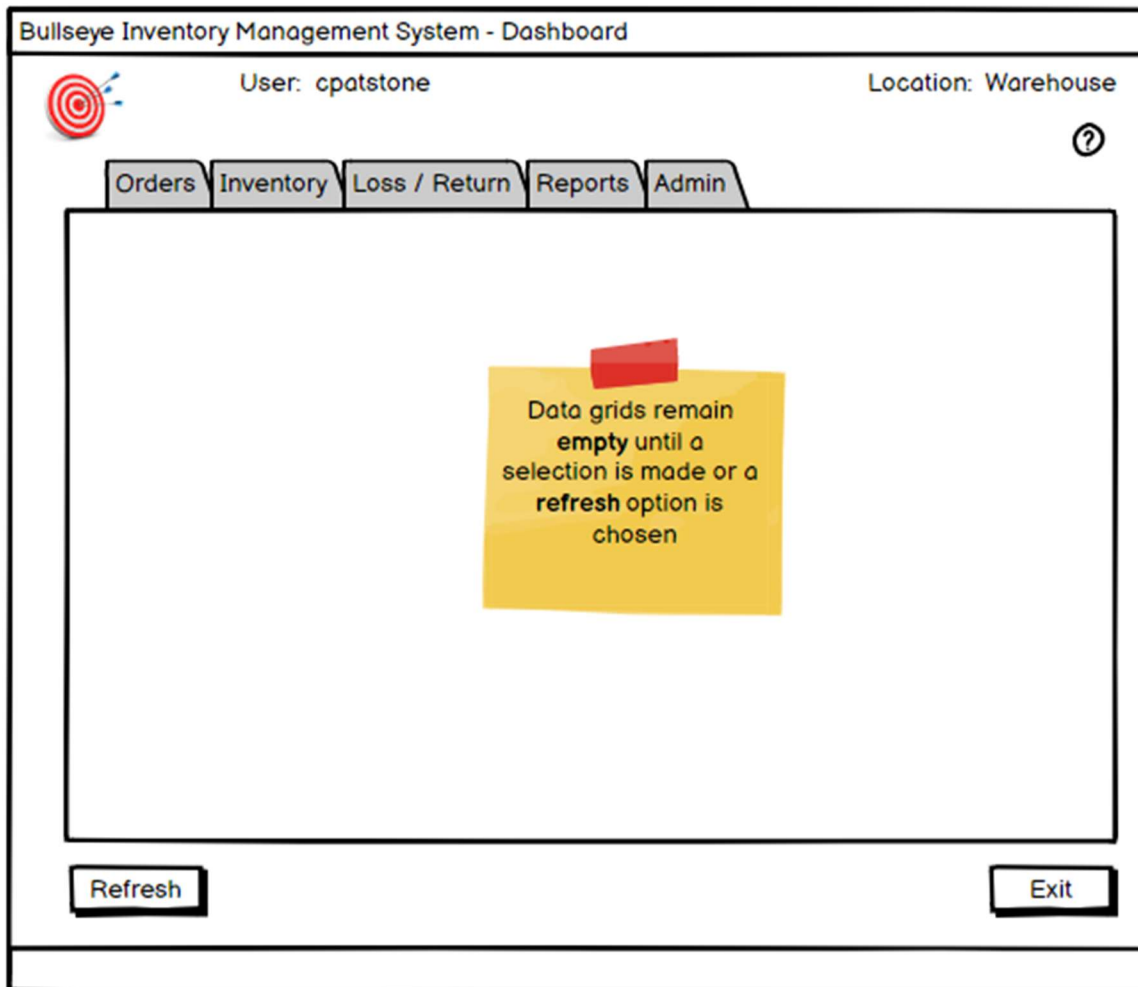 Bullseye Inventory Management System - Dashboard
User: cpatstone
Location: Warehouse
?
Orders
Inventory
Loss / Return
Reports
Admin
Data grids remain
empty until a
selection is made or a
refresh option is
chosen
Refresh
Exit